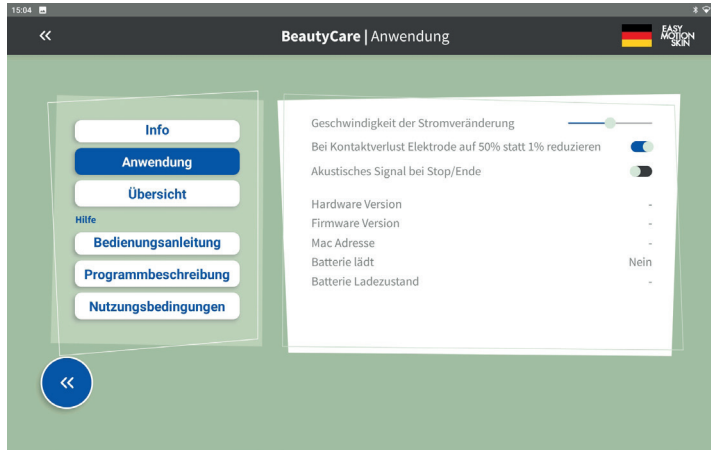 15:04
BeautyCare | Anwendung
EASY
MOTION
SKIN
Info
Anwendung
Übersicht
Hilfe
Bedienungsanleitung
Programmbeschreibung
Nutzungsbedingungen
Geschwindigkeit der Stromveränderung
Bei Kontaktverlust Elektrode auf 50% statt 1% reduzieren
Akustisches Signal bei Stop/Ende
Hardware Version -
Firmware Version -
Mac Adresse -
Batterie lädt Nein
Batterie Ladezustand -